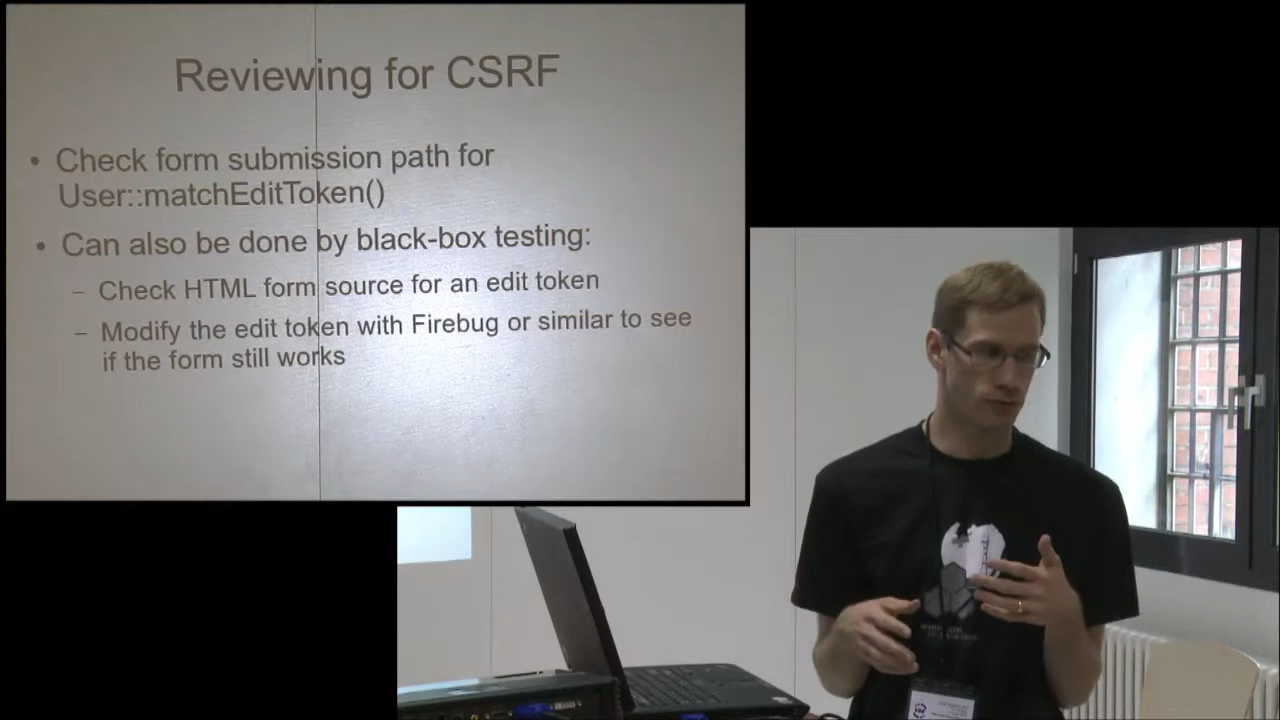 Reviewing for CSRF
• Check form submission path for
User::matchEditToken()
• Can also be done by black-box testing:
– Check HTML form source for an edit token
– Modify the edit token with Firebug or similar to see
if the form still works